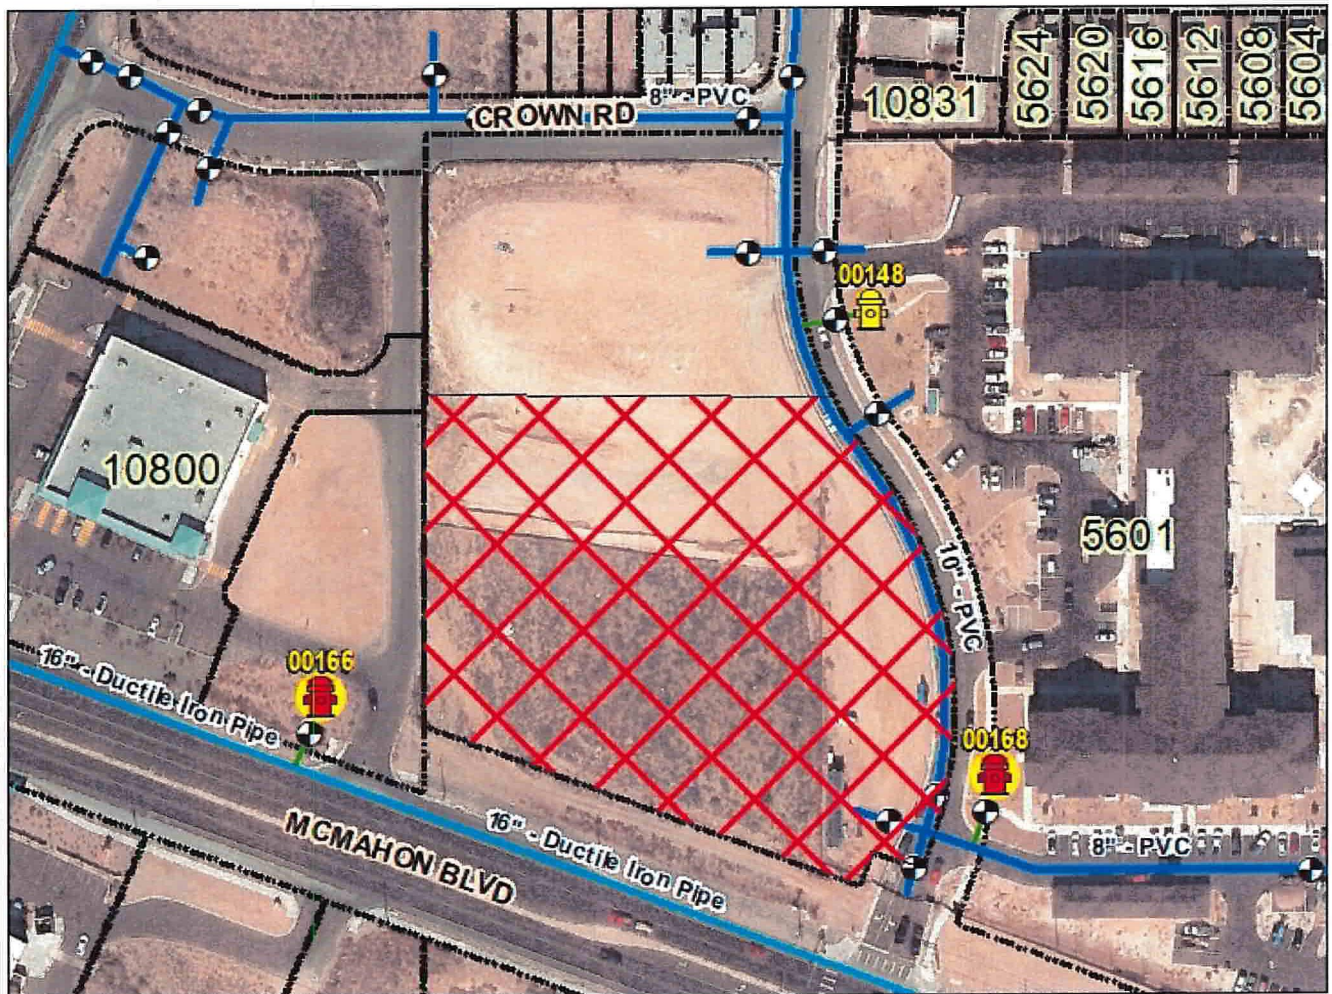 5624
5620
5616
5612
5608
5604
10831
8" - PVC
CROWN RD
00148
10800
5601
10" - PVC
00166
16" - Ductile Iron Pipe
00168
16" - Ductile Iron Pipe
MCMAHON BLVD
8" - PVC